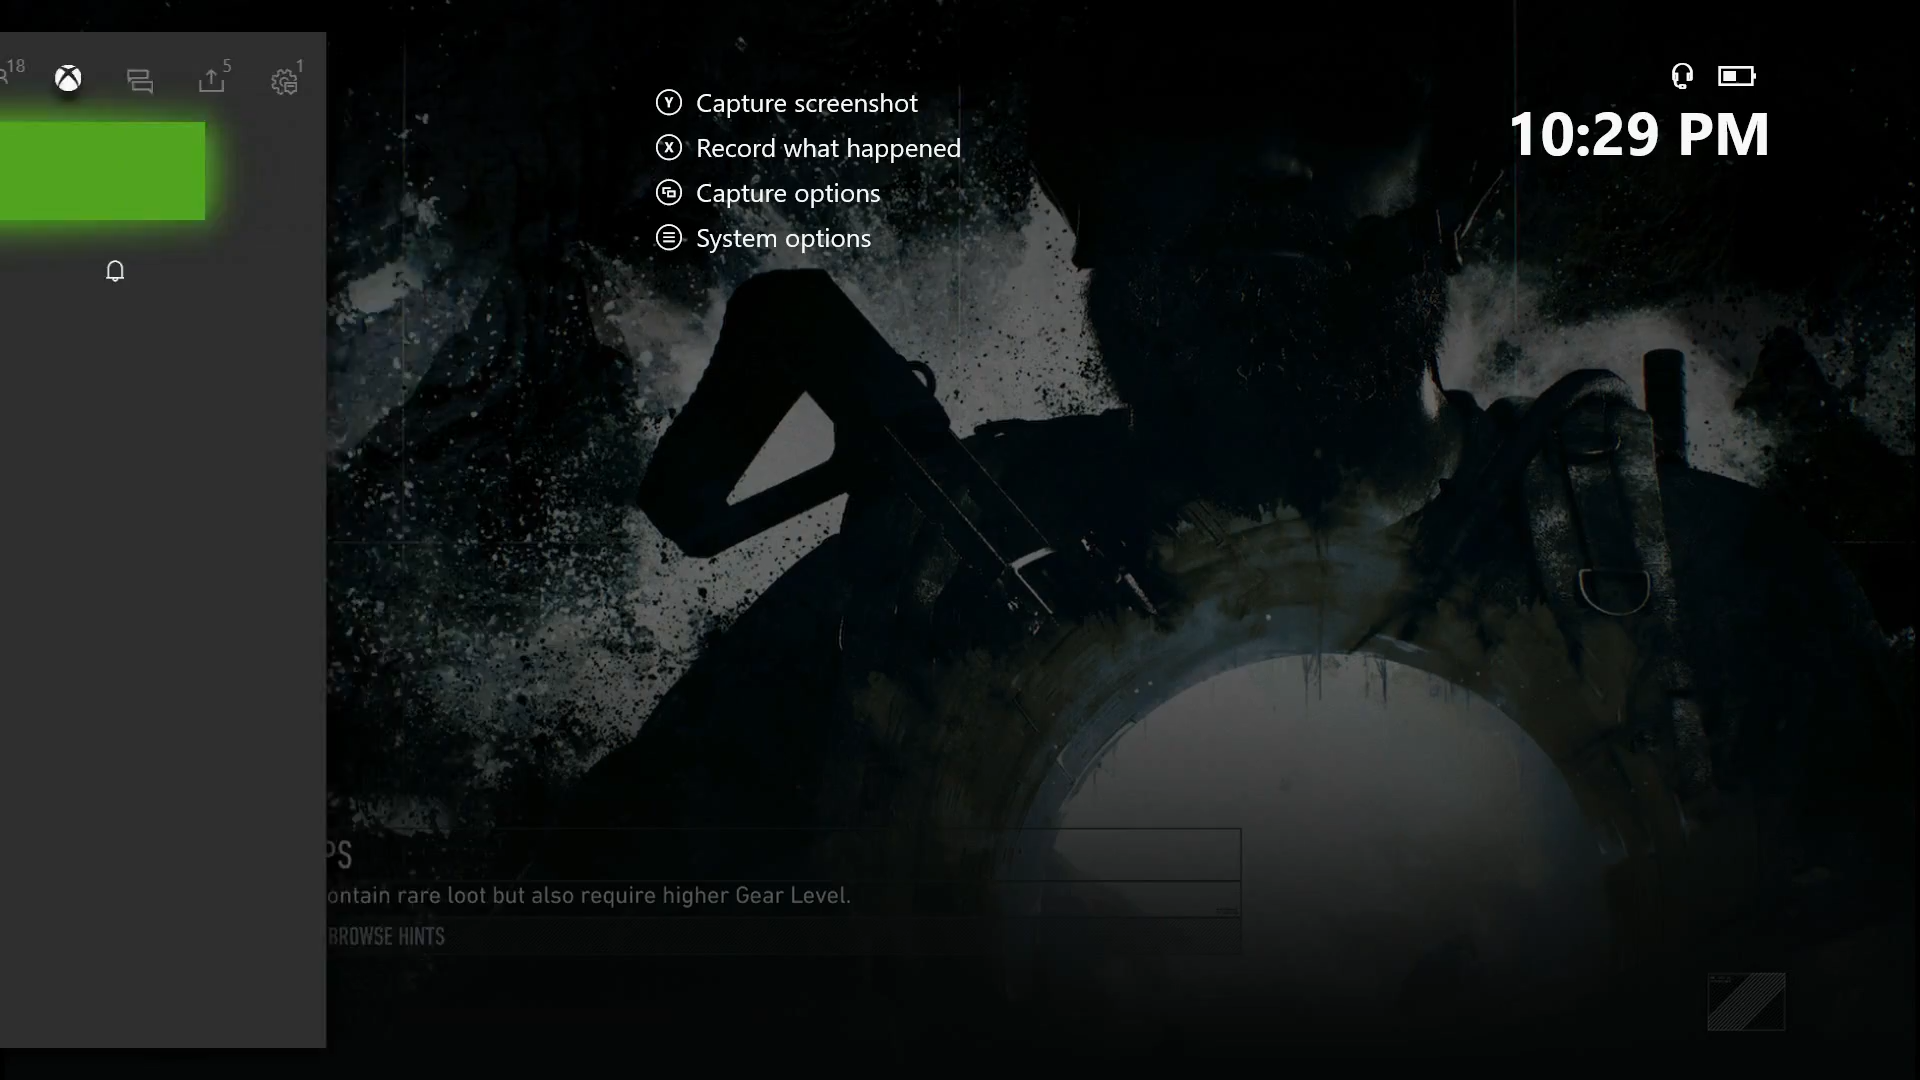 18
5
1
Y Capture screenshot
X Record what happened
Capture options
System options
10:29 PM
PS
ontain rare loot but also require higher Gear Level.
BROWSE HINTS